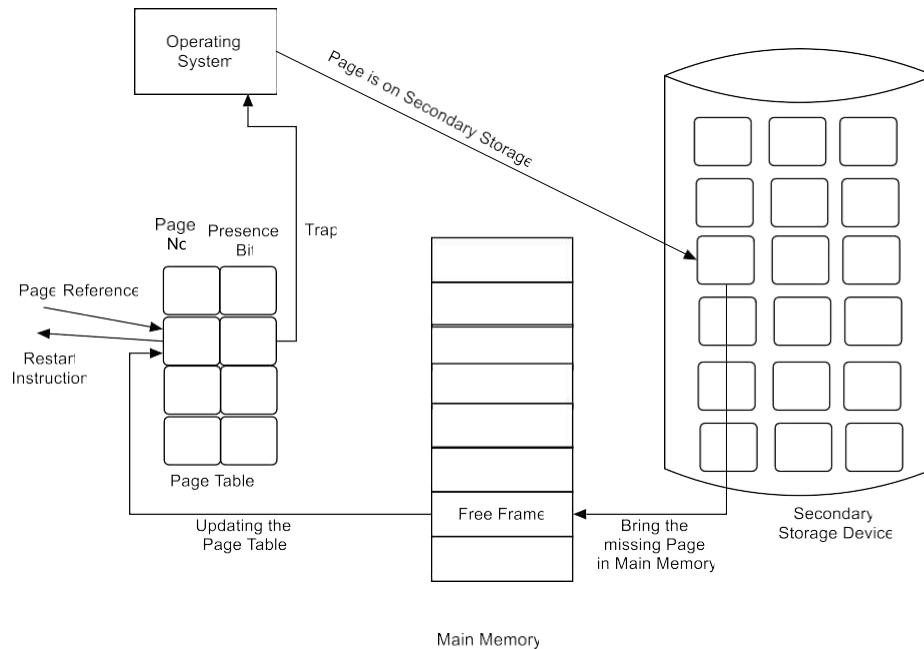 Operating
System
Page is on Secondary Storage
Page
No
Presence
Bit
Trap
Page Reference
Restart
Instruction
Page Table
Updating the
Page Table
Free Frame
Bring the
missing Page
in Main Memory
Secondary
Storage Device
Main Memory